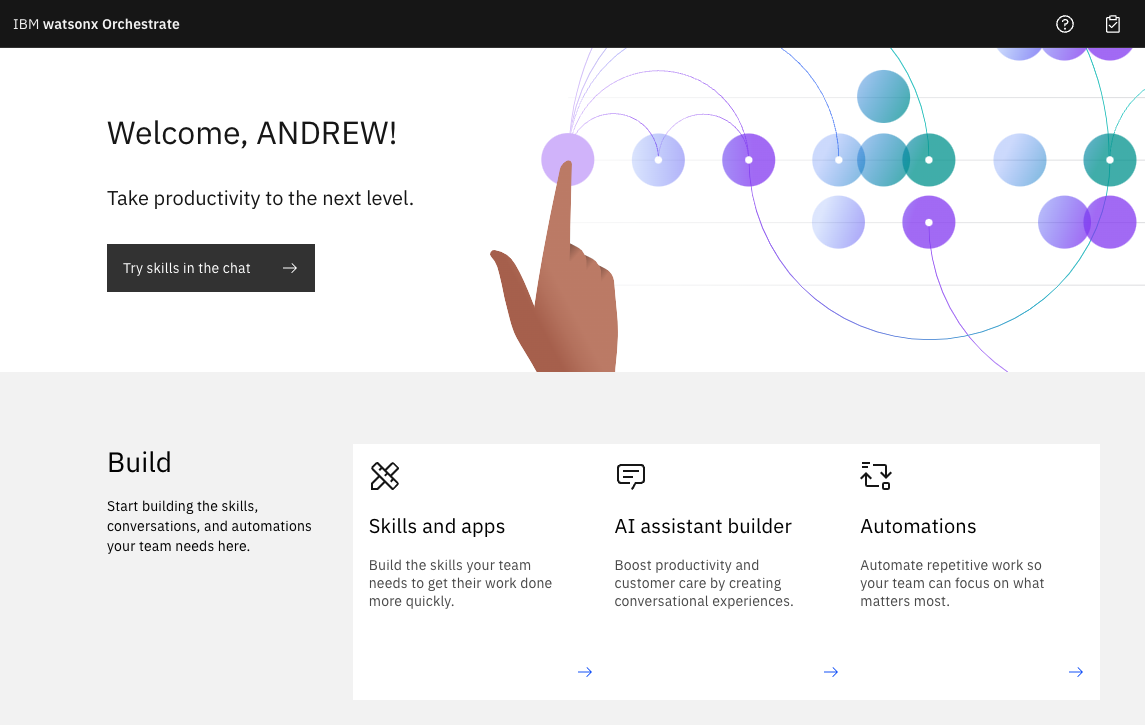 IBM watsonx Orchestrate
Welcome, ANDREW!
Take productivity to the next level.
Try skills in the chat
Build
Start building the skills,
conversations, and automations
your team needs here.
Skills and apps
Build the skills your team
needs to get their work done
more quickly.
AI assistant builder
Boost productivity and
customer care by creating
conversational experiences.
Automations
Automate repetitive work so
your team can focus on what
matters most.